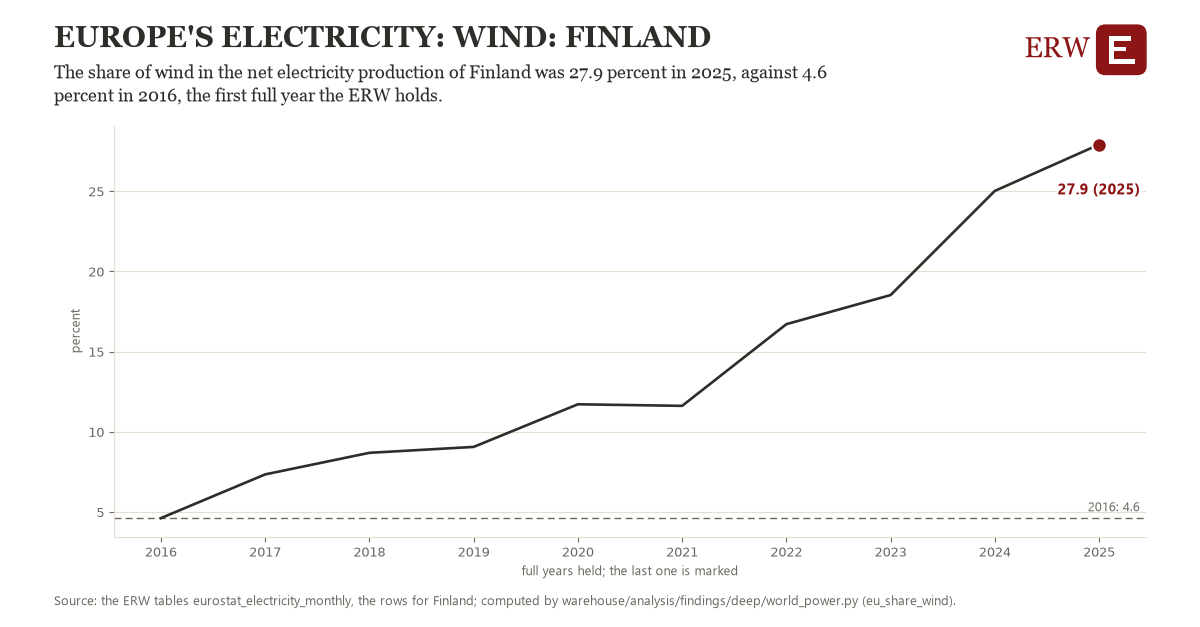 EUROPE'S ELECTRICITY: WIND: FINLAND
The share of wind in the net electricity production of Finland was 27.9 percent in 2025, against 4.6
percent in 2016, the first full year the ERW holds.
ERW E
25
20
15
10
5
percent
27.9 (2025)
2016: 4.6
2016 2017 2018 2019 2020 2021 2022 2023 2024 2025
full years held; the last one is marked
Source: the ERW tables eurostat_electricity_monthly, the rows for Finland; computed by warehouse/analysis/findings/deep/world_power.py (eu_share_wind).